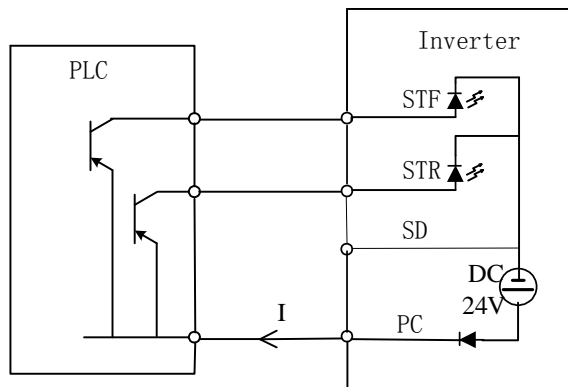 Inverter
PLC
STF
STR
SD
DC
24V
I
PC